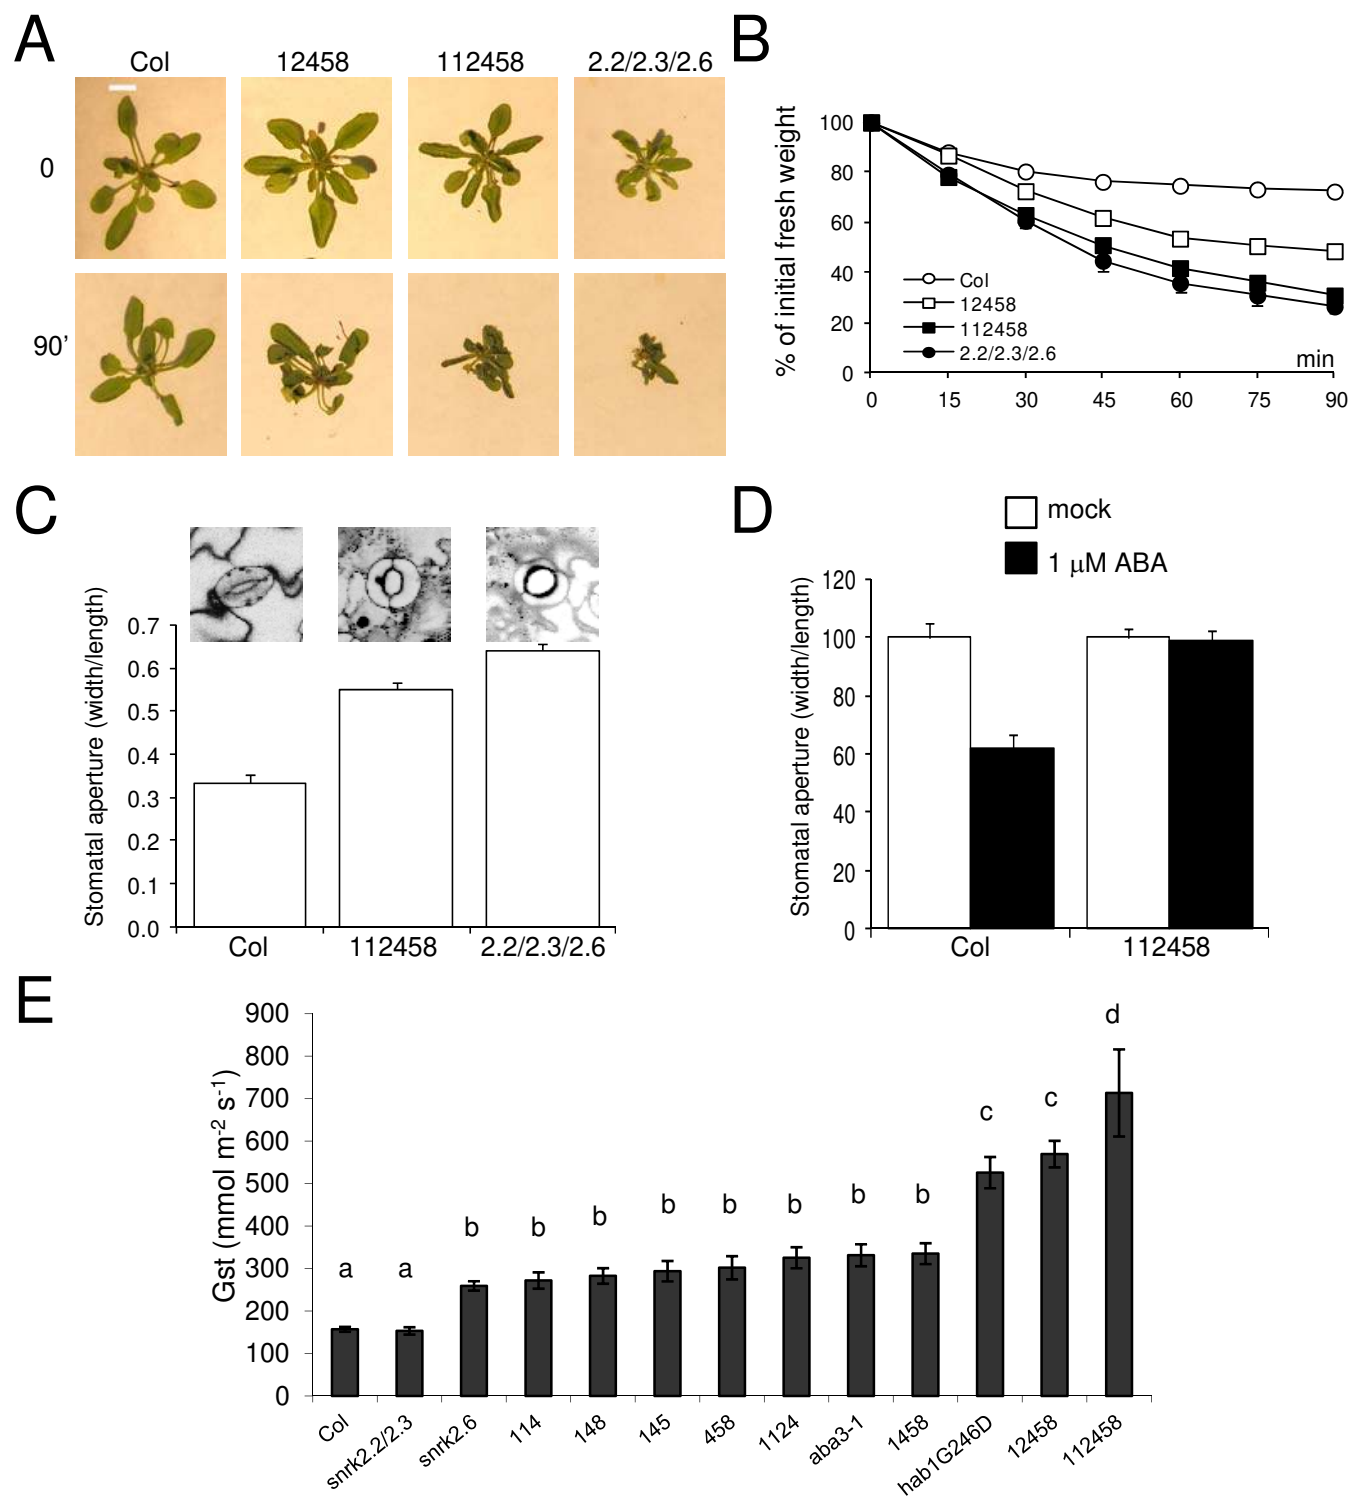 A
Col 12458 112458 2.2/2.3/2.6
0
90'
B
% of initial fresh weight
100
80
60
40
20
0
Col
12458
112458
2.2/2.3/2.6
min
0 15 30 45 60 75 90
C
Stomatal aperture (width/length)
0.7
0.6
0.5
0.4
0.3
0.2
0.1
0.0
Col 112458 2.2/2.3/2.6
D
mock
1 μM ABA
Stomatal aperture (width/length)
120
100
80
60
40
20
0
Col 112458
E
Gst (mmol m-2 s-1)
900
800
700
600
500
400
300
200
100
0
a a b b b b b b b b c c d
Col snrk2.2/2.3 snrk2.6 114 148 145 458 1124 aba3-1 1458 hab1G246D 12458 112458